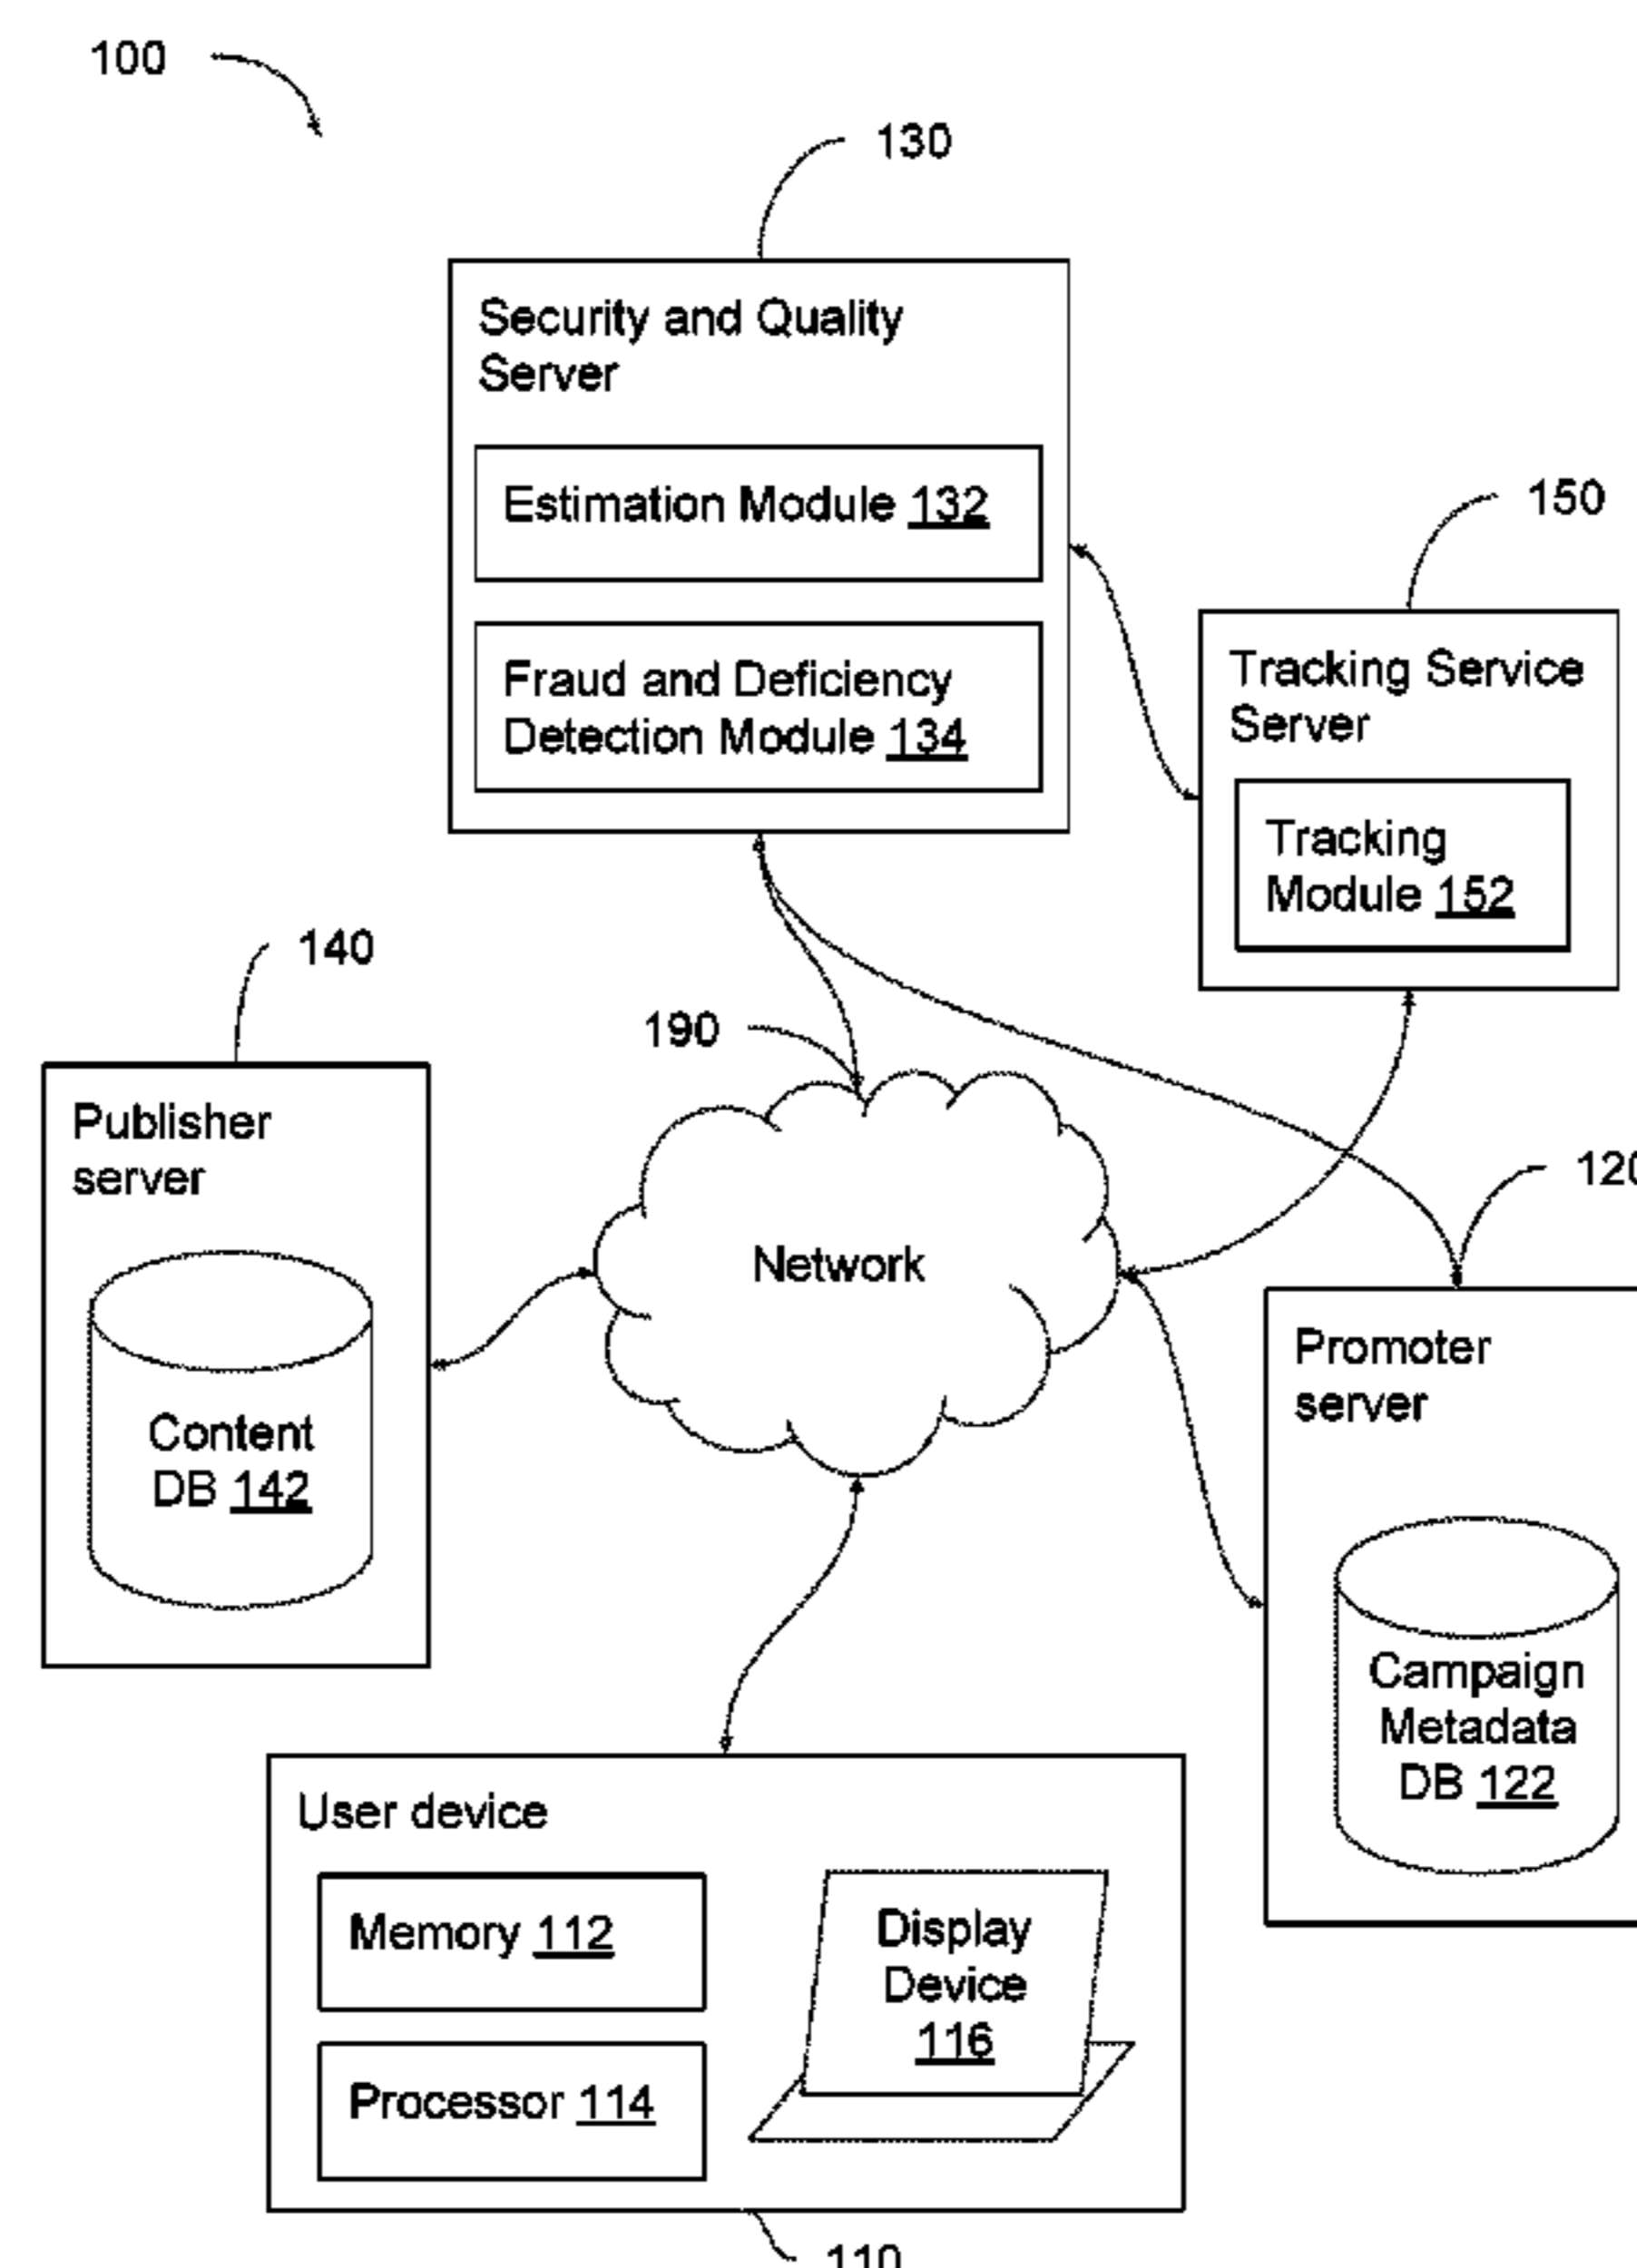 100
130
Security and Quality
Server
Estimation Module 132
Fraud and Deficiency
Detection Module 134
150
Tracking Service
Server
Tracking
Module 152
140
190
Publisher
server
Content
DB 142
Network
120
Promoter
server
Campaign
Metadata
DB 122
User device
Memory 112
Processor 114
Display
Device
116
110